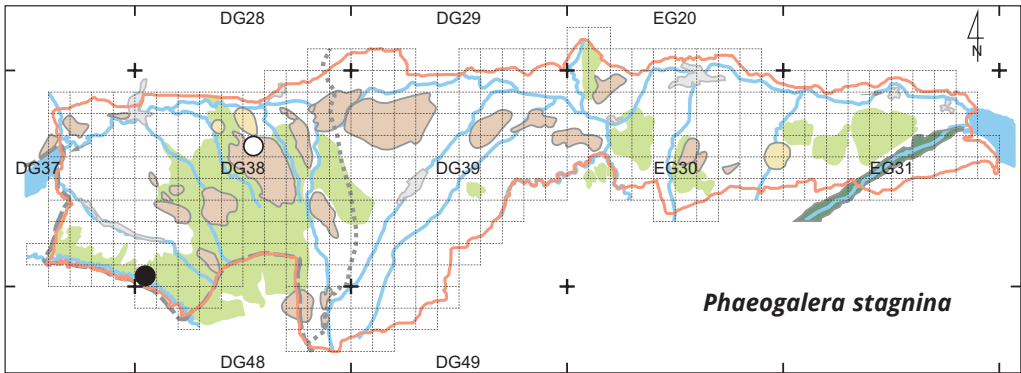 DG28 DG29 EG20
N
DG37 DG38 DG39 EG30 EG31
Phaeogalera stagnina
DG48 DG49